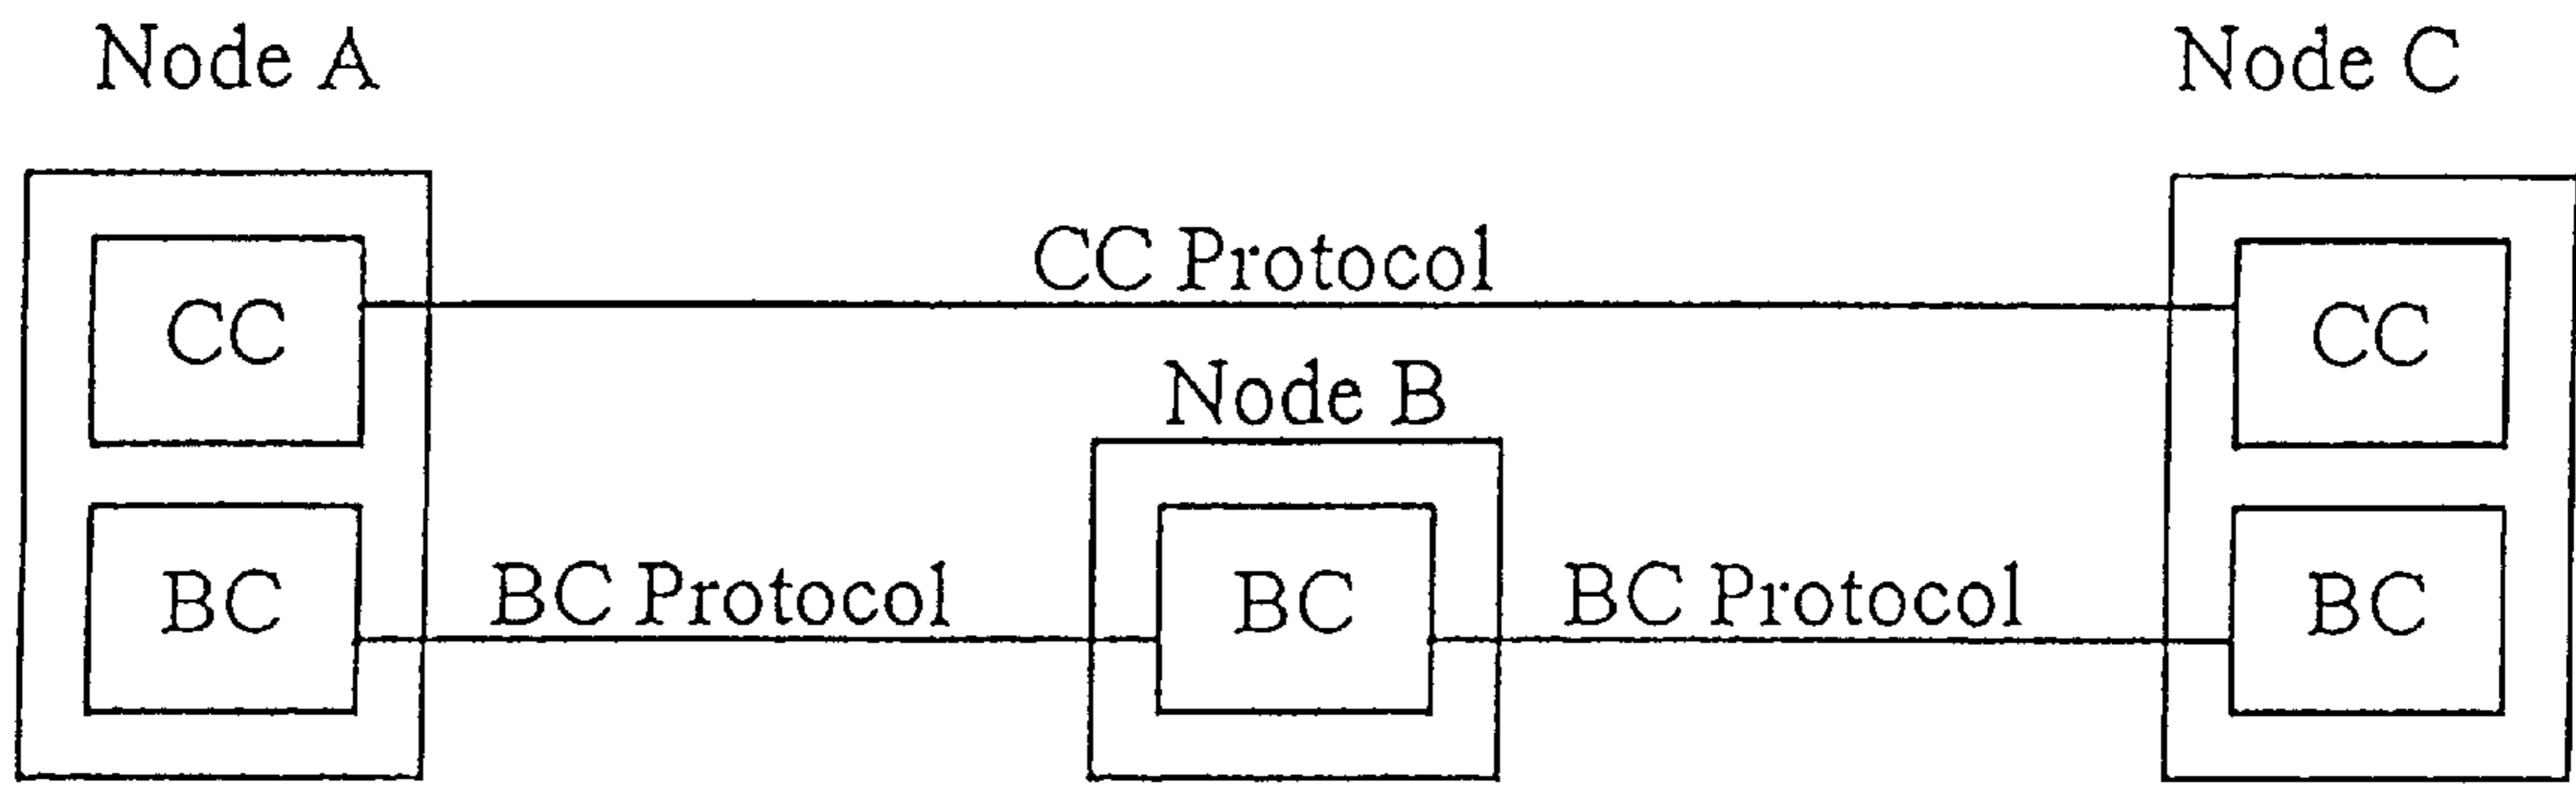 Node A
Node C
CC Protocol
CC
CC
Node B
BC
BC Protocol
BC
BC Protocol
BC